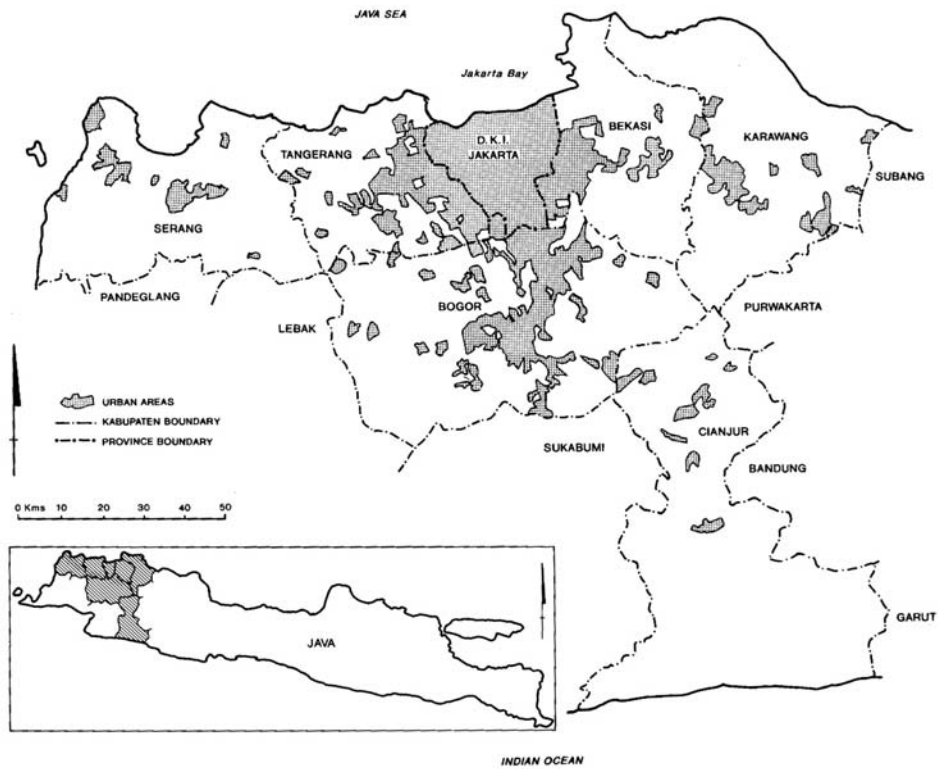 JAVA SEA
Jakarta Bay
BEKASI
D.K.I.
JAKARTA
KARAWANG
TANGERANG
SUBANG
SERANG
PANDEGLANG
BOGOR
PURWAKARTA
LEBAK
URBAN AREAS
KABUPATEN BOUNDARY
PROVINCE BOUNDARY
CIANJUR
SUKABUMI
BANDUNG
0 Kms 10 20 30 50
GARUT
JAVA
INDIAN OCEAN